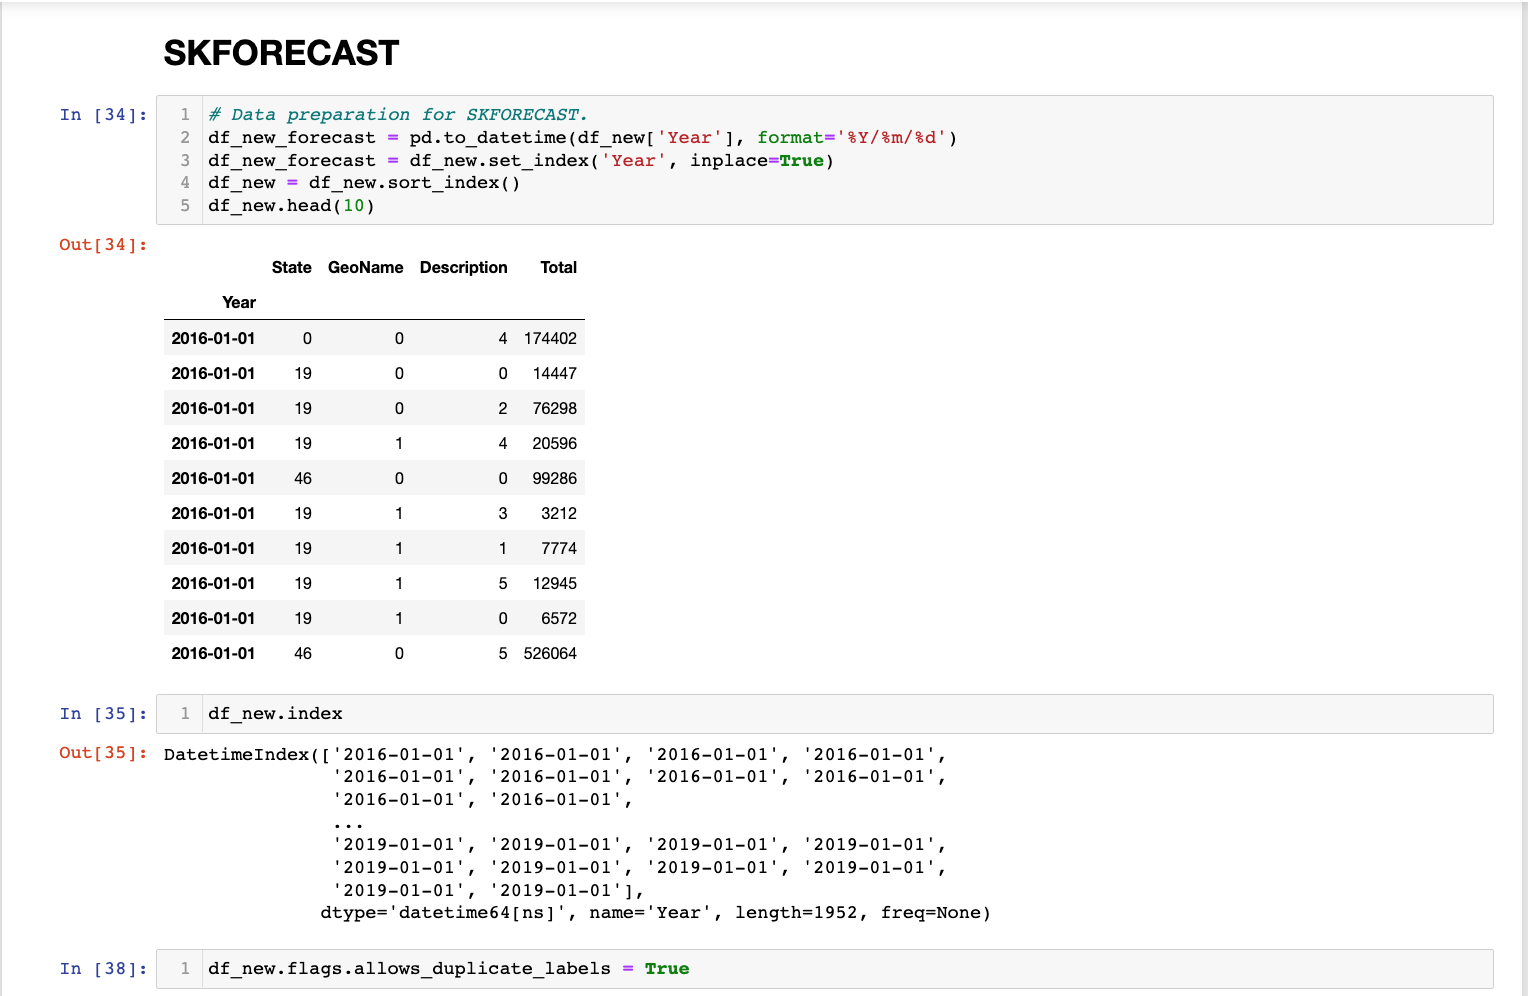 SKFORECAST
In [34]:
1 # Data preparation for SKFORECAST.
2 df_new_forecast = pd.to_datetime(df_new['Year'], format='%Y/%m/%d')
3 df_new_forecast = df_new.set_index('Year', inplace=True)
4 df_new = df_new.sort_index()
5 df_new.head(10)
Out[34]:
State GeoName Description Total
Year
2016-01-01 0 0 4 174402
2016-01-01 19 0 0 14447
2016-01-01 19 0 2 76298
2016-01-01 19 1 4 20596
2016-01-01 46 0 0 99286
2016-01-01 19 1 3 3212
2016-01-01 19 1 1 7774
2016-01-01 19 1 5 12945
2016-01-01 19 1 0 6572
2016-01-01 46 0 5 526064
In [35]: 1 df_new.index
Out[35]: DatetimeIndex(['2016-01-01', '2016-01-01', '2016-01-01', '2016-01-01',
'2016-01-01', '2016-01-01', '2016-01-01', '2016-01-01',
'2016-01-01', '2016-01-01',
...
'2019-01-01', '2019-01-01', '2019-01-01', '2019-01-01',
'2019-01-01', '2019-01-01', '2019-01-01', '2019-01-01',
'2019-01-01', '2019-01-01'],
dtype='datetime64[ns]', name='Year', length=1952, freq=None)
In [38]: 1 df_new.flags.allows_duplicate_labels = True